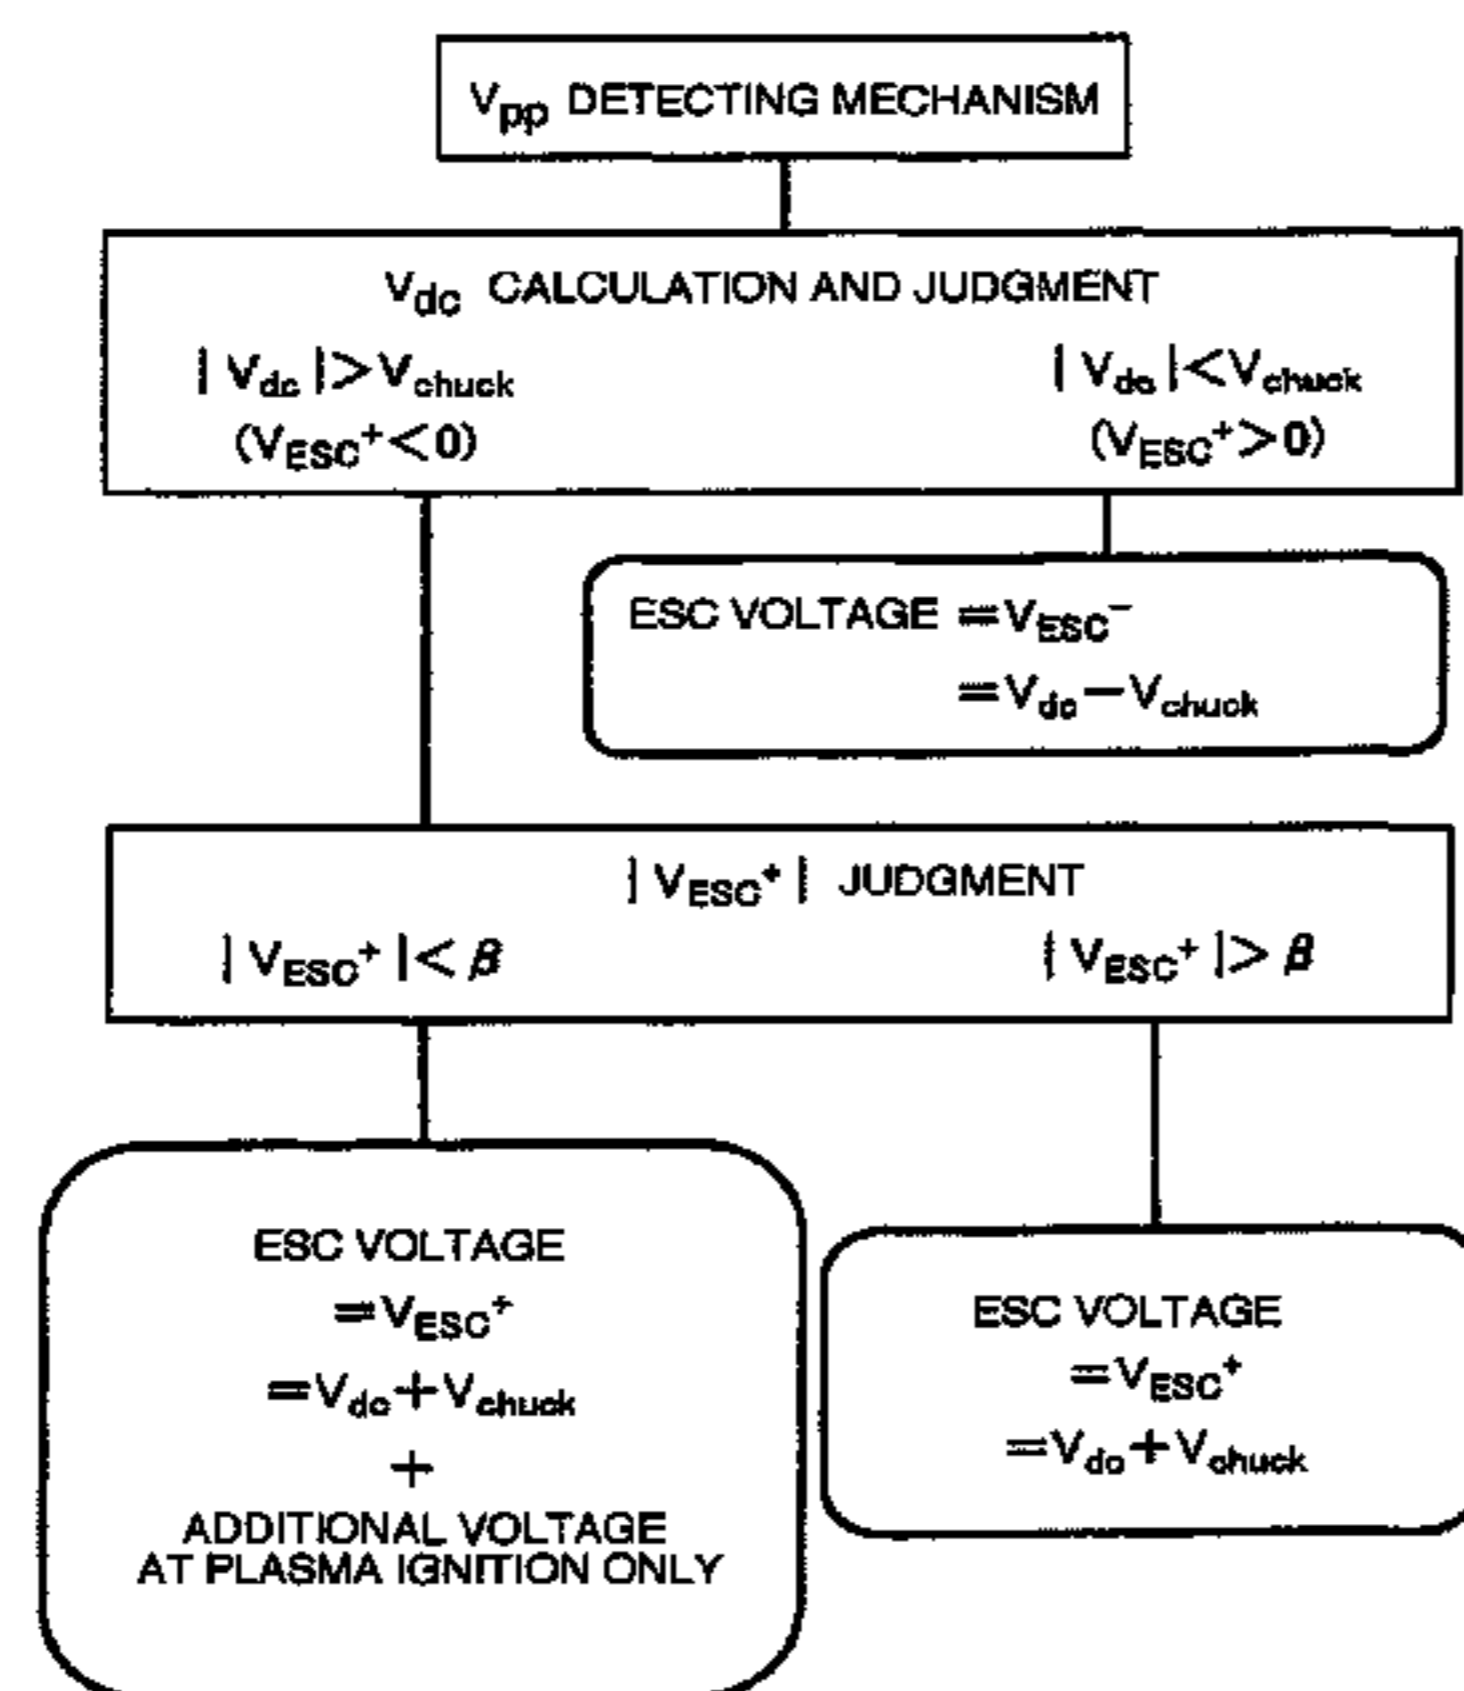 Vpp DETECTING MECHANISM
Vdc CALCULATION AND JUDGMENT
| Vdc |>Vchuck
(VESC+<0)
| Vdc |<Vchuck
(VESC+>0)
ESC VOLTAGE =VESC−
=Vdc−Vchuck
| VESC+ | JUDGMENT
| VESC+ |< β
| VESC+ |> β
ESC VOLTAGE
=VESC+
=Vdc+Vchuck
+
ADDITIONAL VOLTAGE
AT PLASMA IGNITION ONLY
ESC VOLTAGE
=VESC+
=Vdc+Vchuck